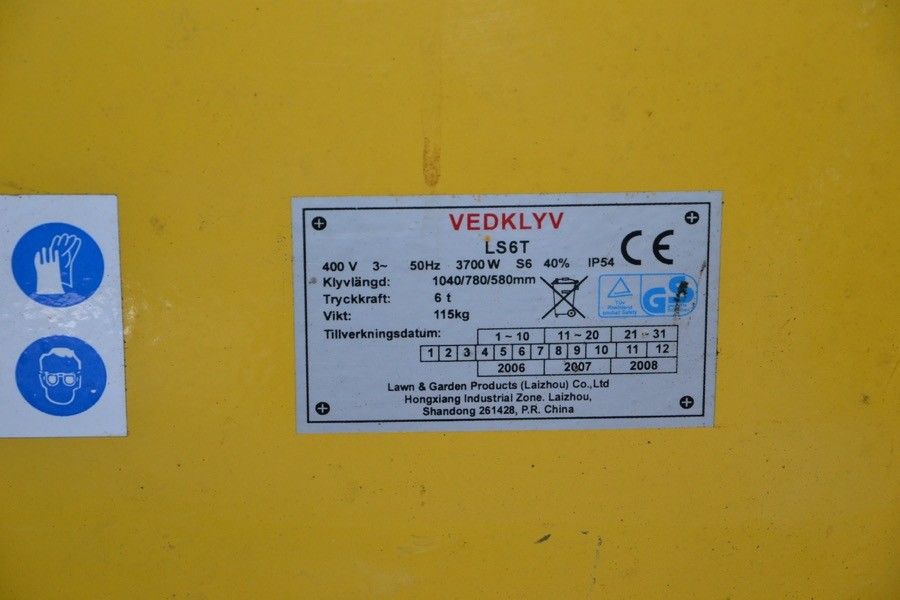 VEDKLYV
LS6T
400 V 3~ 50Hz 3700 W S6 40% IP54
CE
Klyvlängd: 1040/780/580mm
Tryckkraft: 6 t
Vikt: 115kg
GS
Tillverkningsdatum:
1~10 11~20 21~31
1 2 3 4 5 6 7 8 9 10 11 12
2006 2007 2008
Lawn & Garden Products (Laizhou) Co.,Ltd
Hongxiang Industrial Zone. Laizhou,
Shandong 261428, P.R. China